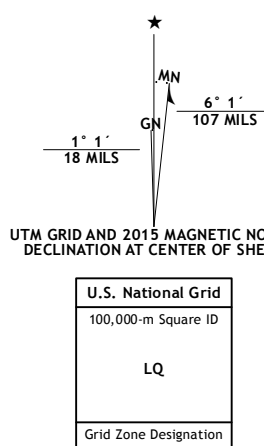 ★
MN
GN
6° 1´
107 MILS
1° 1´
18 MILS
UTM GRID AND 2015 MAGNETIC NO
DECLINATION AT CENTER OF SHE
U.S. National Grid
100,000-m Square ID
LQ
Grid Zone Designation